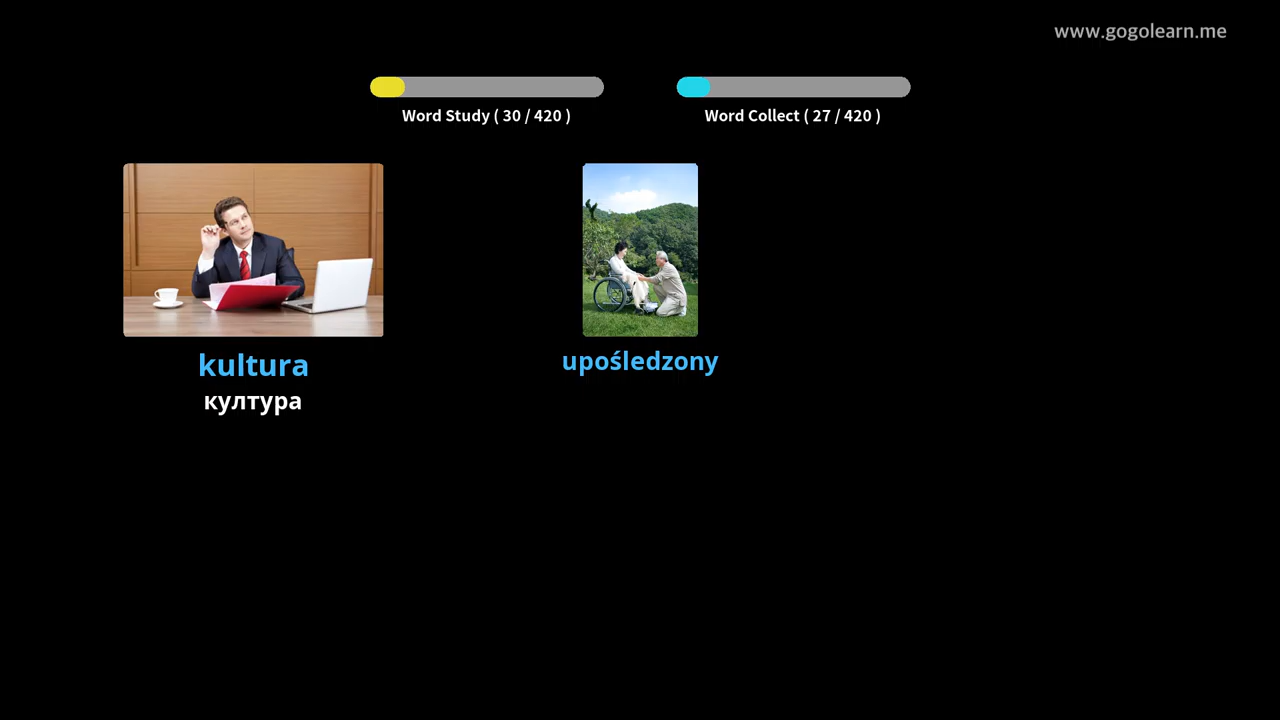 www.gogolearn.me
Word Study ( 30 / 420 )
Word Collect ( 27 / 420 )
kultura
култура
upośledzony